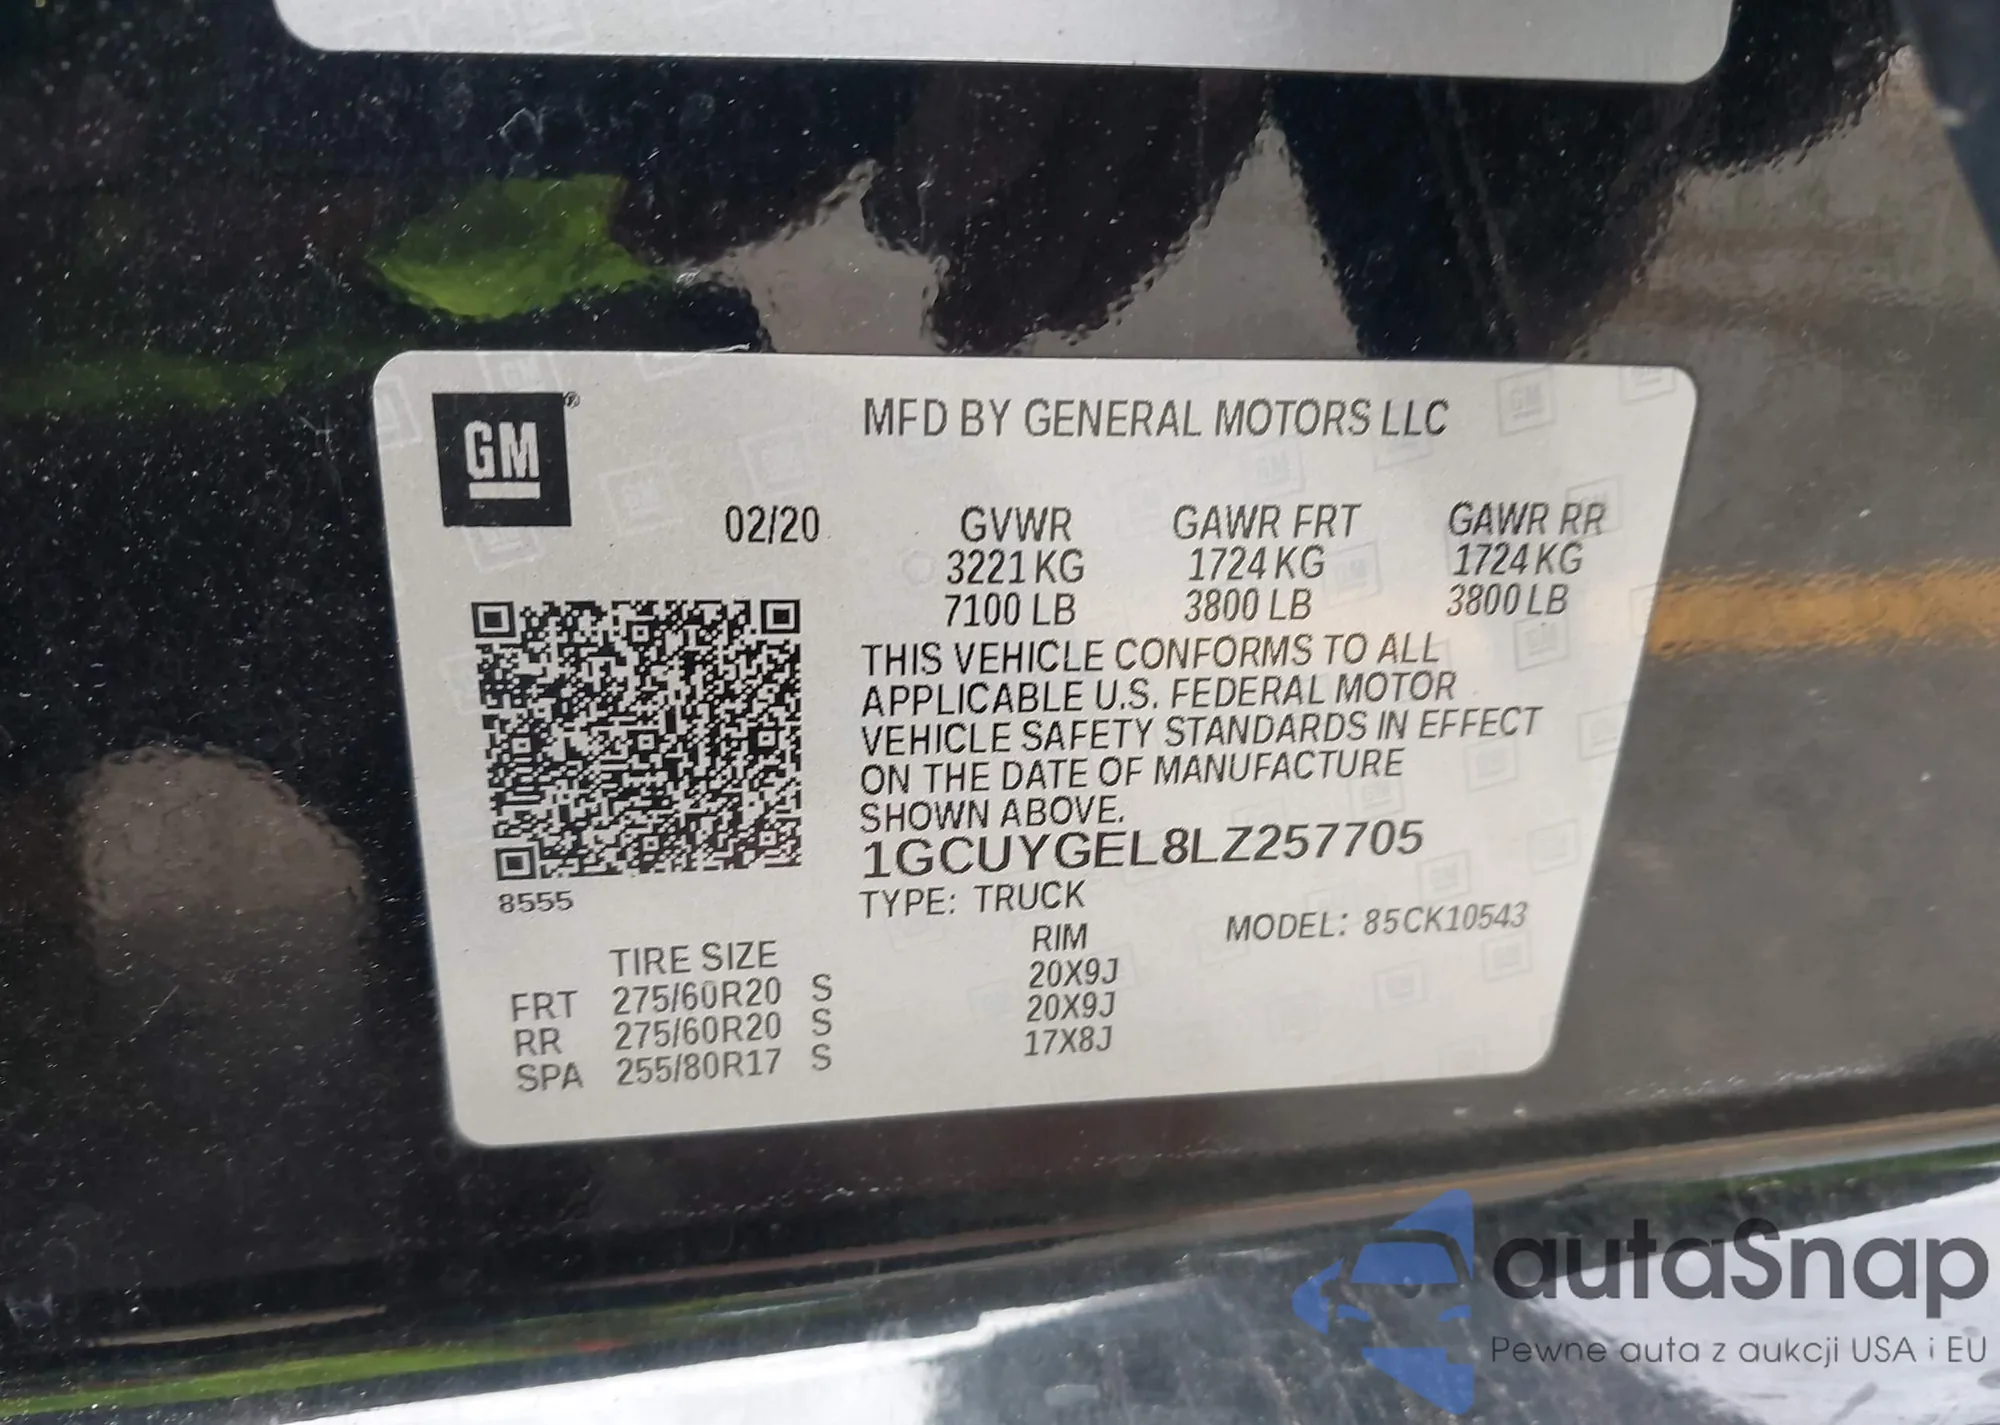 GM®
MFD BY GENERAL MOTORS LLC
02/20 GVWR GAWR FRT GAWR RR
3221 KG 1724 KG 1724 KG
7100 LB 3800 LB 3800 LB
THIS VEHICLE CONFORMS TO ALL
APPLICABLE U.S. FEDERAL MOTOR
VEHICLE SAFETY STANDARDS IN EFFECT
ON THE DATE OF MANUFACTURE
SHOWN ABOVE.
1GCUYGEL8LZ257705
8555
TYPE: TRUCK
MODEL: 85CK10543
TIRE SIZE RIM
FRT 275/60R20 S 20X9J
RR 275/60R20 S 20X9J
SPA 255/80R17 S 17X8J
autaSnap
Pewne auta z aukcji USA i EU